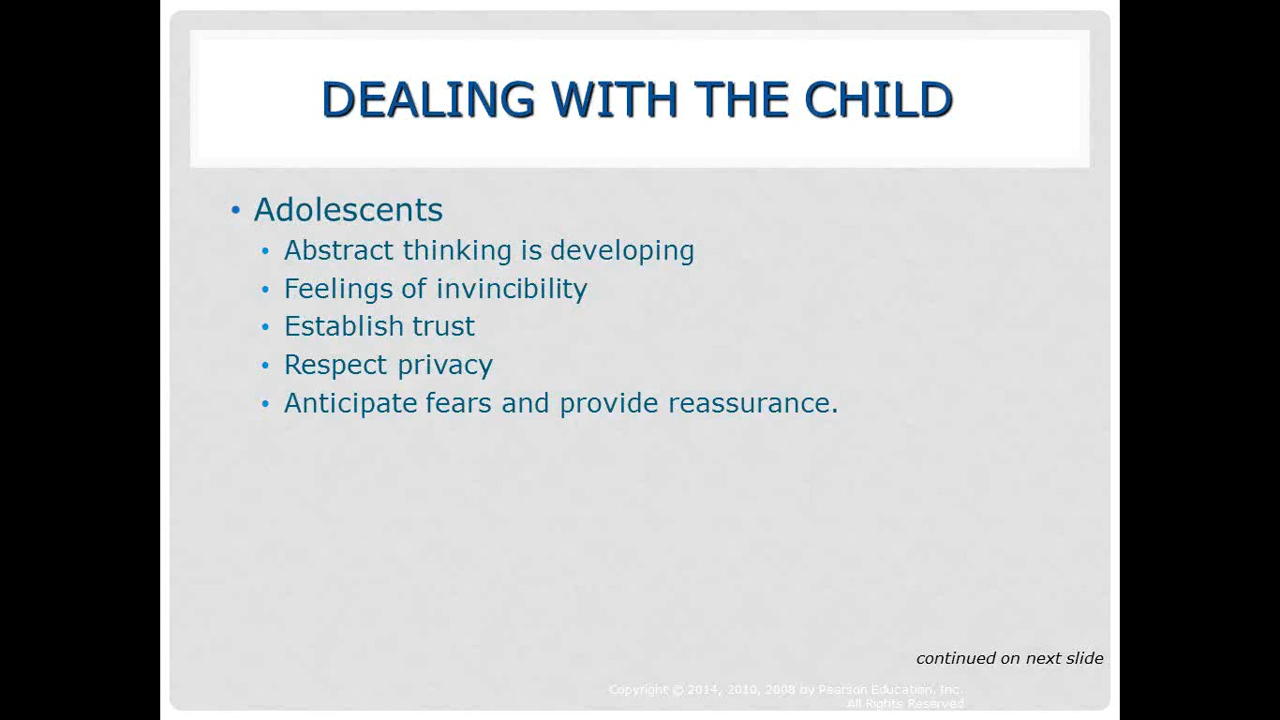 DEALING WITH THE CHILD
• Adolescents
• Abstract thinking is developing
• Feelings of invincibility
• Establish trust
• Respect privacy
• Anticipate fears and provide reassurance.
continued on next slide
Copyright © 2014, 2010, 2008 by Pearson Education, Inc.
All Rights Reserved